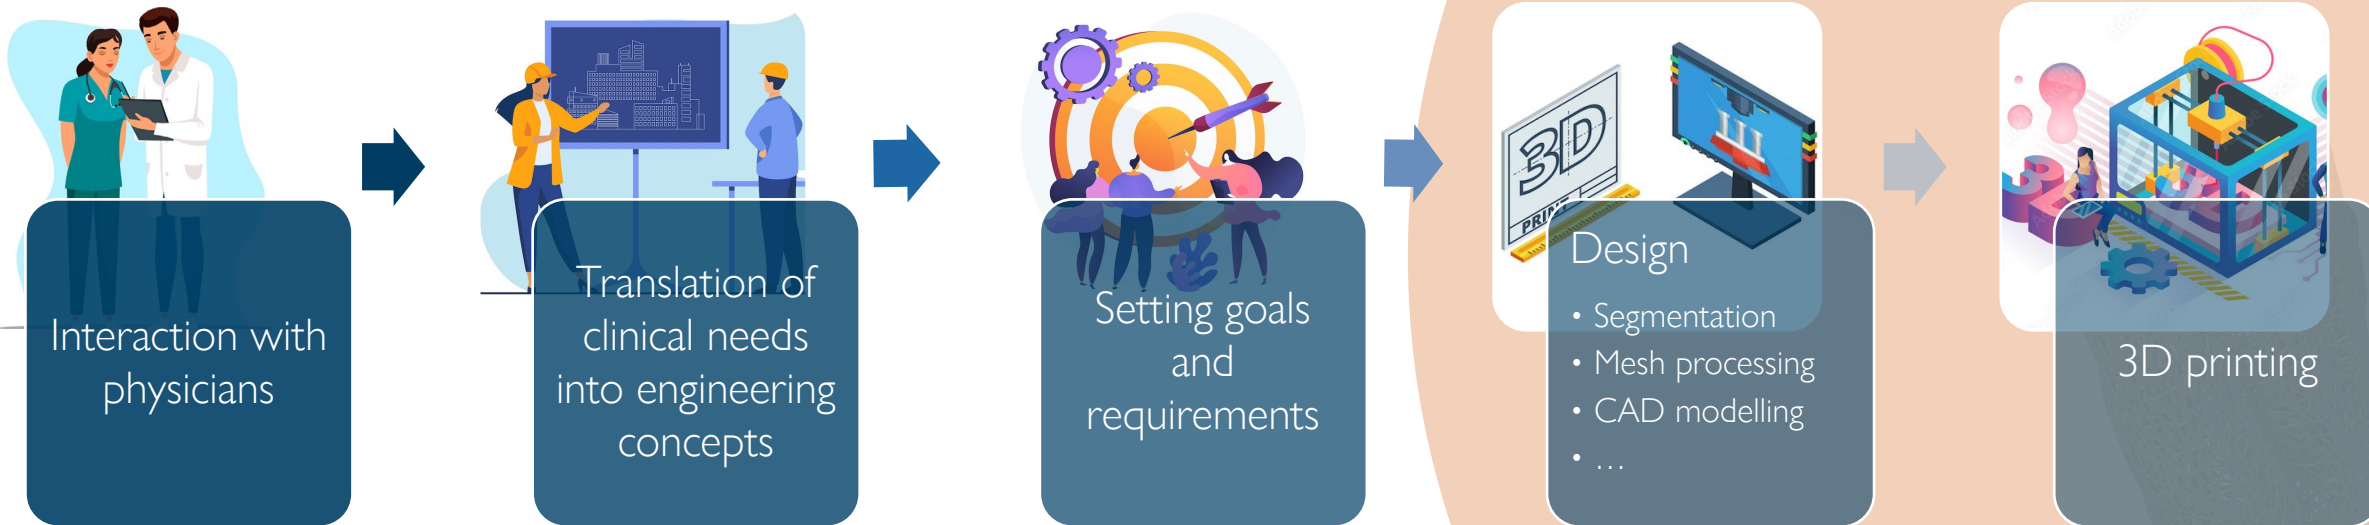 Interaction with
physicians
Translation of
clinical needs
into engineering
concepts
Setting goals
and
requirements
3D
PRINT
Design
• Segmentation
• Mesh processing
• CAD modelling
• …
3D printing